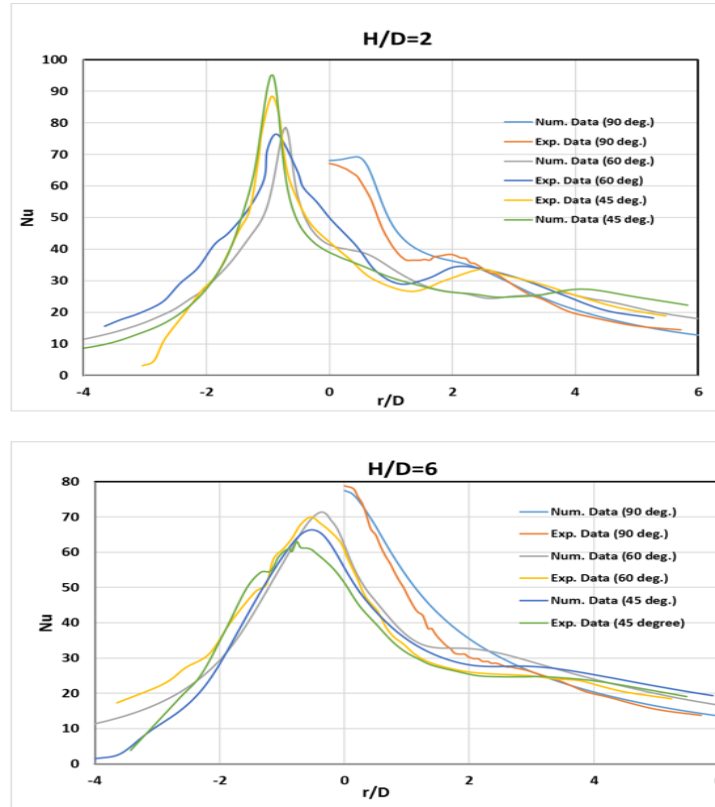 H/D=2
100
90
80
70
60
50
40
30
20
10
0
Nu
-4 -2 0 2 4 6
r/D
Num. Data (90 deg.)
Exp. Data (90 deg.)
Num. Data (60 deg.)
Exp. Data (60 deg)
Exp. Data (45 deg.)
Num. Data (45 deg.)
H/D=6
80
70
60
50
40
30
20
10
0
Nu
-4 -2 0 2 4
r/D
Num. Data (90 deg.)
Exp. Data (90 deg.)
Num. Data (60 deg.)
Exp. Data (60 deg.)
Num. Data (45 deg.)
Exp. Data (45 degree)